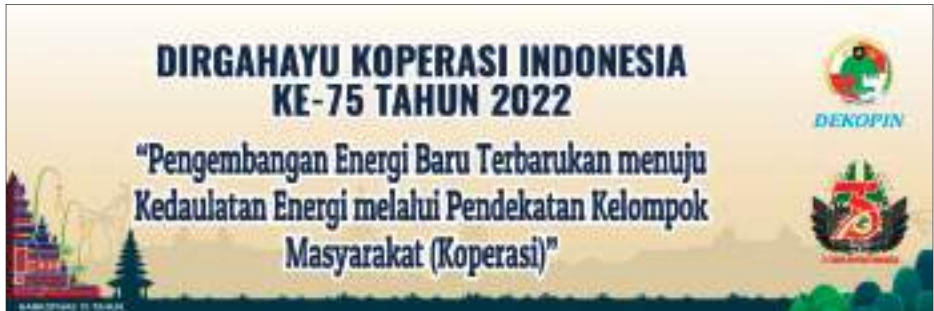 DIRGAHAYU KOPERASI INDONESIA
KE-75 TAHUN 2022
“Pengembangan Energi Baru Terbarukan menuju
Kedaulatan Energi melalui Pendekatan Kelompok
Masyarakat (Koperasi)”
DEKOPIN
75